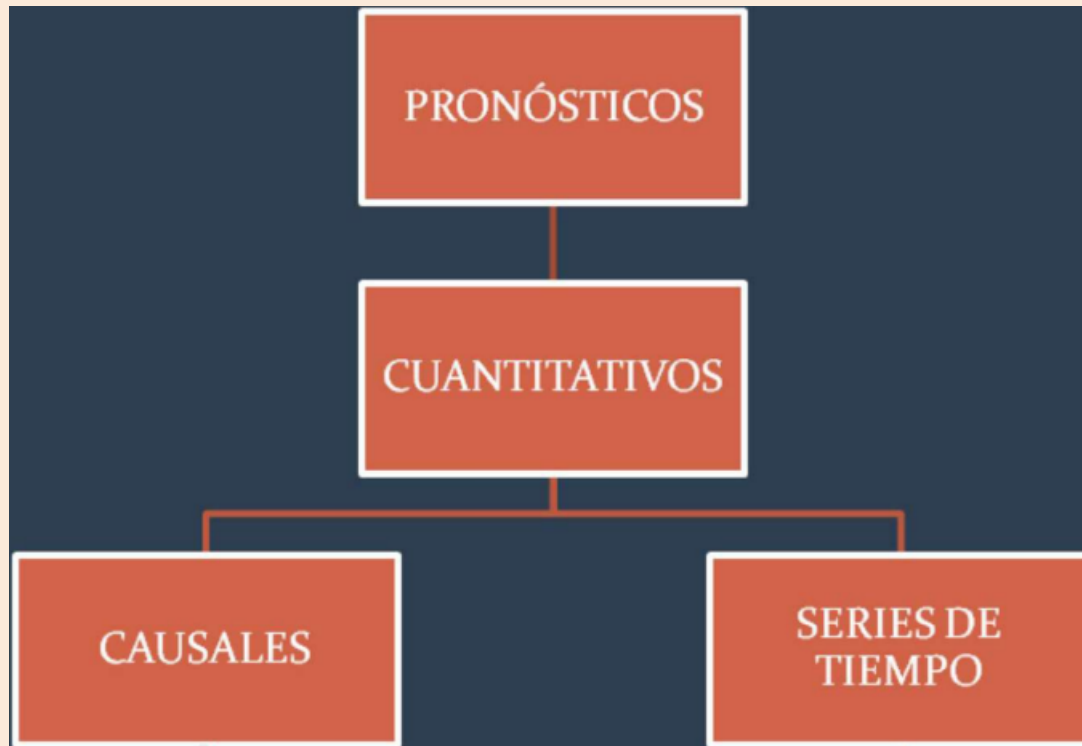 PRONÓSTICOS
CUANTITATIVOS
CAUSALES
SERIES DE
TIEMPO